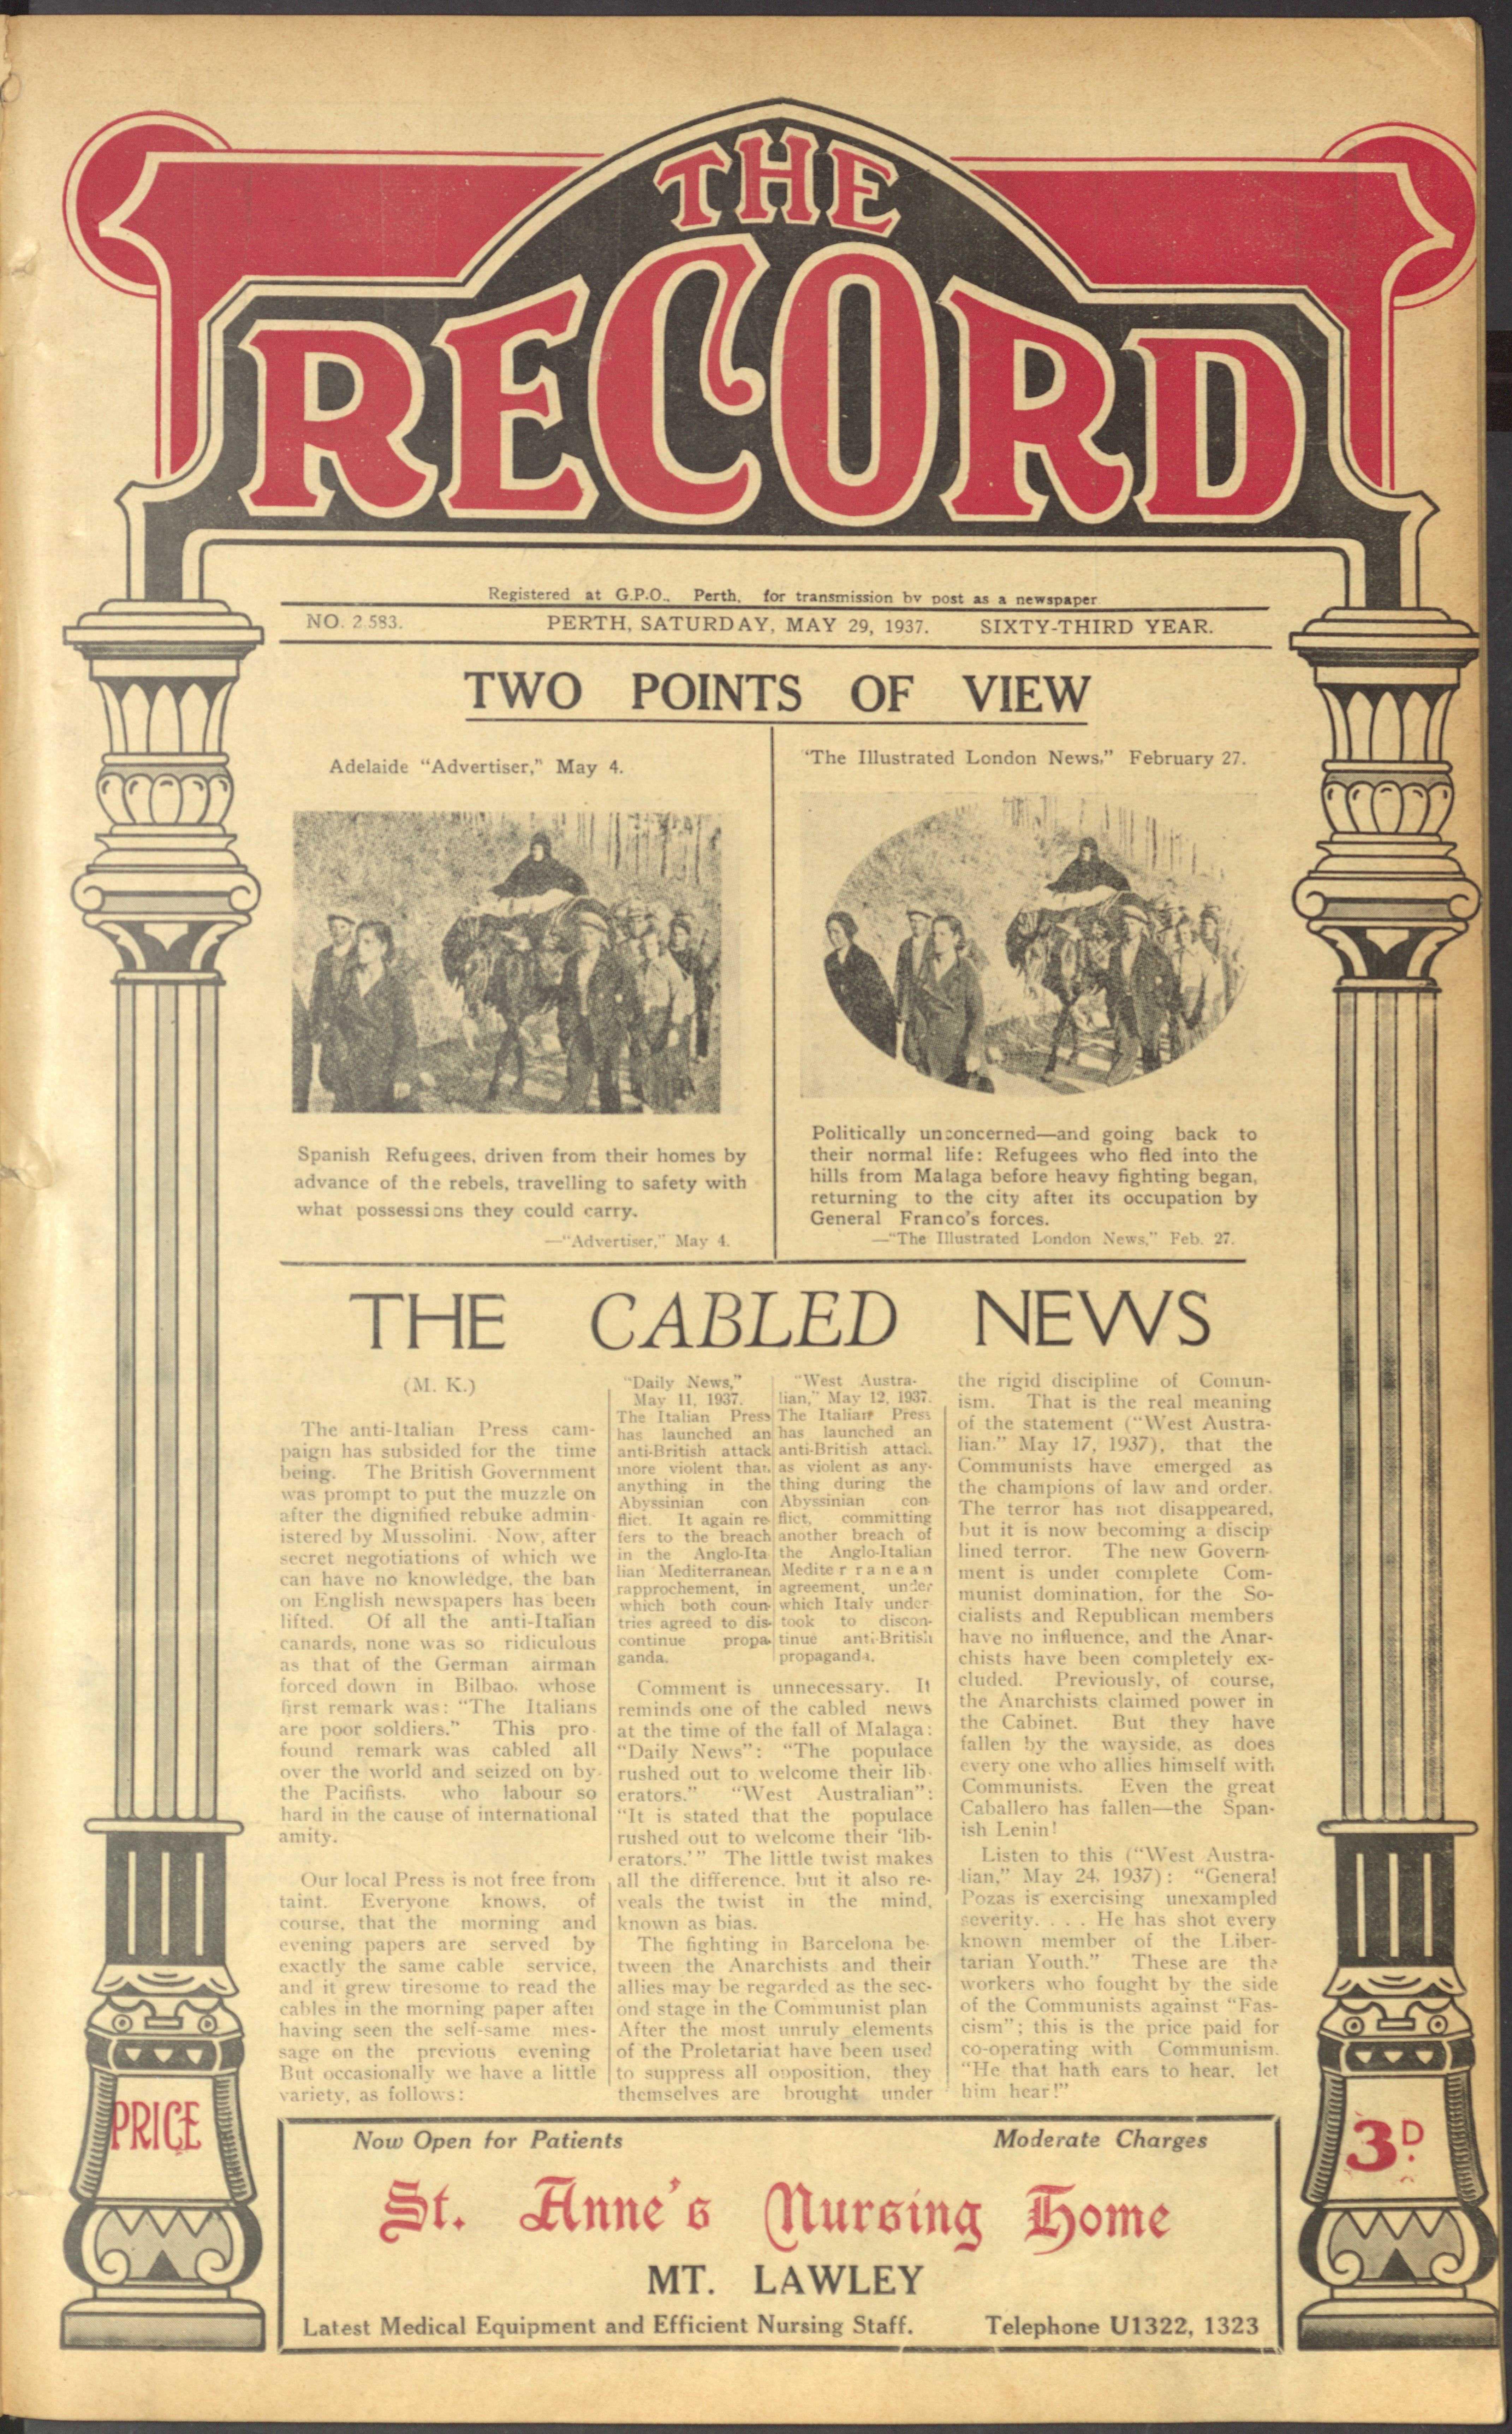 THE
RECORD
Registered at G.P.O., Perth, for transmission by post as a newspaper
NO. 2583.
PERTH, SATURDAY, MAY 29, 1937.
SIXTY-THIRD YEAR.
TWO POINTS OF VIEW
Adelaide "Advertiser," May 4.
Spanish Refugees, driven from their homes by
advance of the rebels, travelling to safety with
what possessions they could carry.
—"Advertiser," May 4.
"The Illustrated London News," February 27.
Politically unconcerned—and going back to
their normal life: Refugees who fled into the
hills from Malaga before heavy fighting began,
returning to the city after its occupation by
General Franco's forces.
—"The Illustrated London News," Feb. 27.
THE CABLED NEWS
(M. K.)
The anti-Italian Press cam-
paign has subsided for the time
being. The British Government
was prompt to put the muzzle on
after the dignified rebuke admin-
istered by Mussolini. Now, after
secret negotiations of which we
can have no knowledge, the ban
on English newspapers has been
lifted. Of all the anti-Italian
canards, none was so ridiculous
as that of the German airman
forced down in Bilbao, whose
first remark was: "The Italians
are poor soldiers." This pro-
found remark was cabled all
over the world and seized on by
the Pacifists, who labour so
hard in the cause of international
amity.
Our local Press is not free from
taint. Everyone knows, of
course, that the morning and
evening papers are served by
exactly the same cable service,
and it grew tiresome to read the
cables in the morning paper after
having seen the self-same mes-
sage on the previous evening
But occasionally we have a little
variety, as follows:
"Daily News,"
May 11, 1937.
The Italian Press
has launched an
anti-British attack
more violent than
anything in the
Abyssinian con
flict. It again re-
fers to the breach
in the Anglo-Ita-
lian Mediterranean
rapprochement, in
which both coun-
tries agreed to dis-
continue propa-
ganda.
"West Austra-
lian," May 12, 1937.
The Italian Press
has launched an
anti-British attack
as violent as any-
thing during the
Abyssinian con-
flict, committing
another breach of
the Anglo-Italian
Mediterranean
agreement, under
which Italy under-
took to discon-
tinue anti-British
propaganda.
Comment is unnecessary. It
reminds one of the cabled news
at the time of the fall of Malaga:
"Daily News": "The populace
rushed out to welcome their lib-
erators." "West Australian":
"It is stated that the populace
rushed out to welcome their 'lib-
erators.'" The little twist makes
all the difference, but it also re-
veals the twist in the mind,
known as bias.
The fighting in Barcelona be-
tween the Anarchists and their
allies may be regarded as the sec-
ond stage in the Communist plan
After the most unruly elements
of the Proletariat have been used
to suppress all opposition, they
themselves are brought under
the rigid discipline of Comun-
ism. That is the real meaning
of the statement ("West Austra-
lian." May 17, 1937), that the
Communists have emerged as
the champions of law and order.
The terror has not disappeared,
but it is now becoming a discip
lined terror. The new Govern-
ment is under complete Com-
munist domination, for the So-
cialists and Republican members
have no influence, and the Anar-
chists have been completely ex-
cluded. Previously, of course,
the Anarchists claimed power in
the Cabinet. But they have
fallen by the wayside, as does
every one who allies himself with
Communists. Even the great
Caballero has fallen—the Span-
ish Lenin!
Listen to this ("West Austra-
lian," May 24, 1937): "General
Pozas is exercising unexampled
severity. . . . He has shot every
known member of the Liber-
tarian Youth." These are the
workers who fought by the side
of the Communists against "Fas-
cism"; this is the price paid for
co-operating with Communism.
"He that hath ears to hear, let
him hear!"
PRICE
3D.
Now Open for Patients
Moderate Charges
St. Anne's Nursing Home
MT. LAWLEY
Latest Medical Equipment and Efficient Nursing Staff.
Telephone U1322, 1323